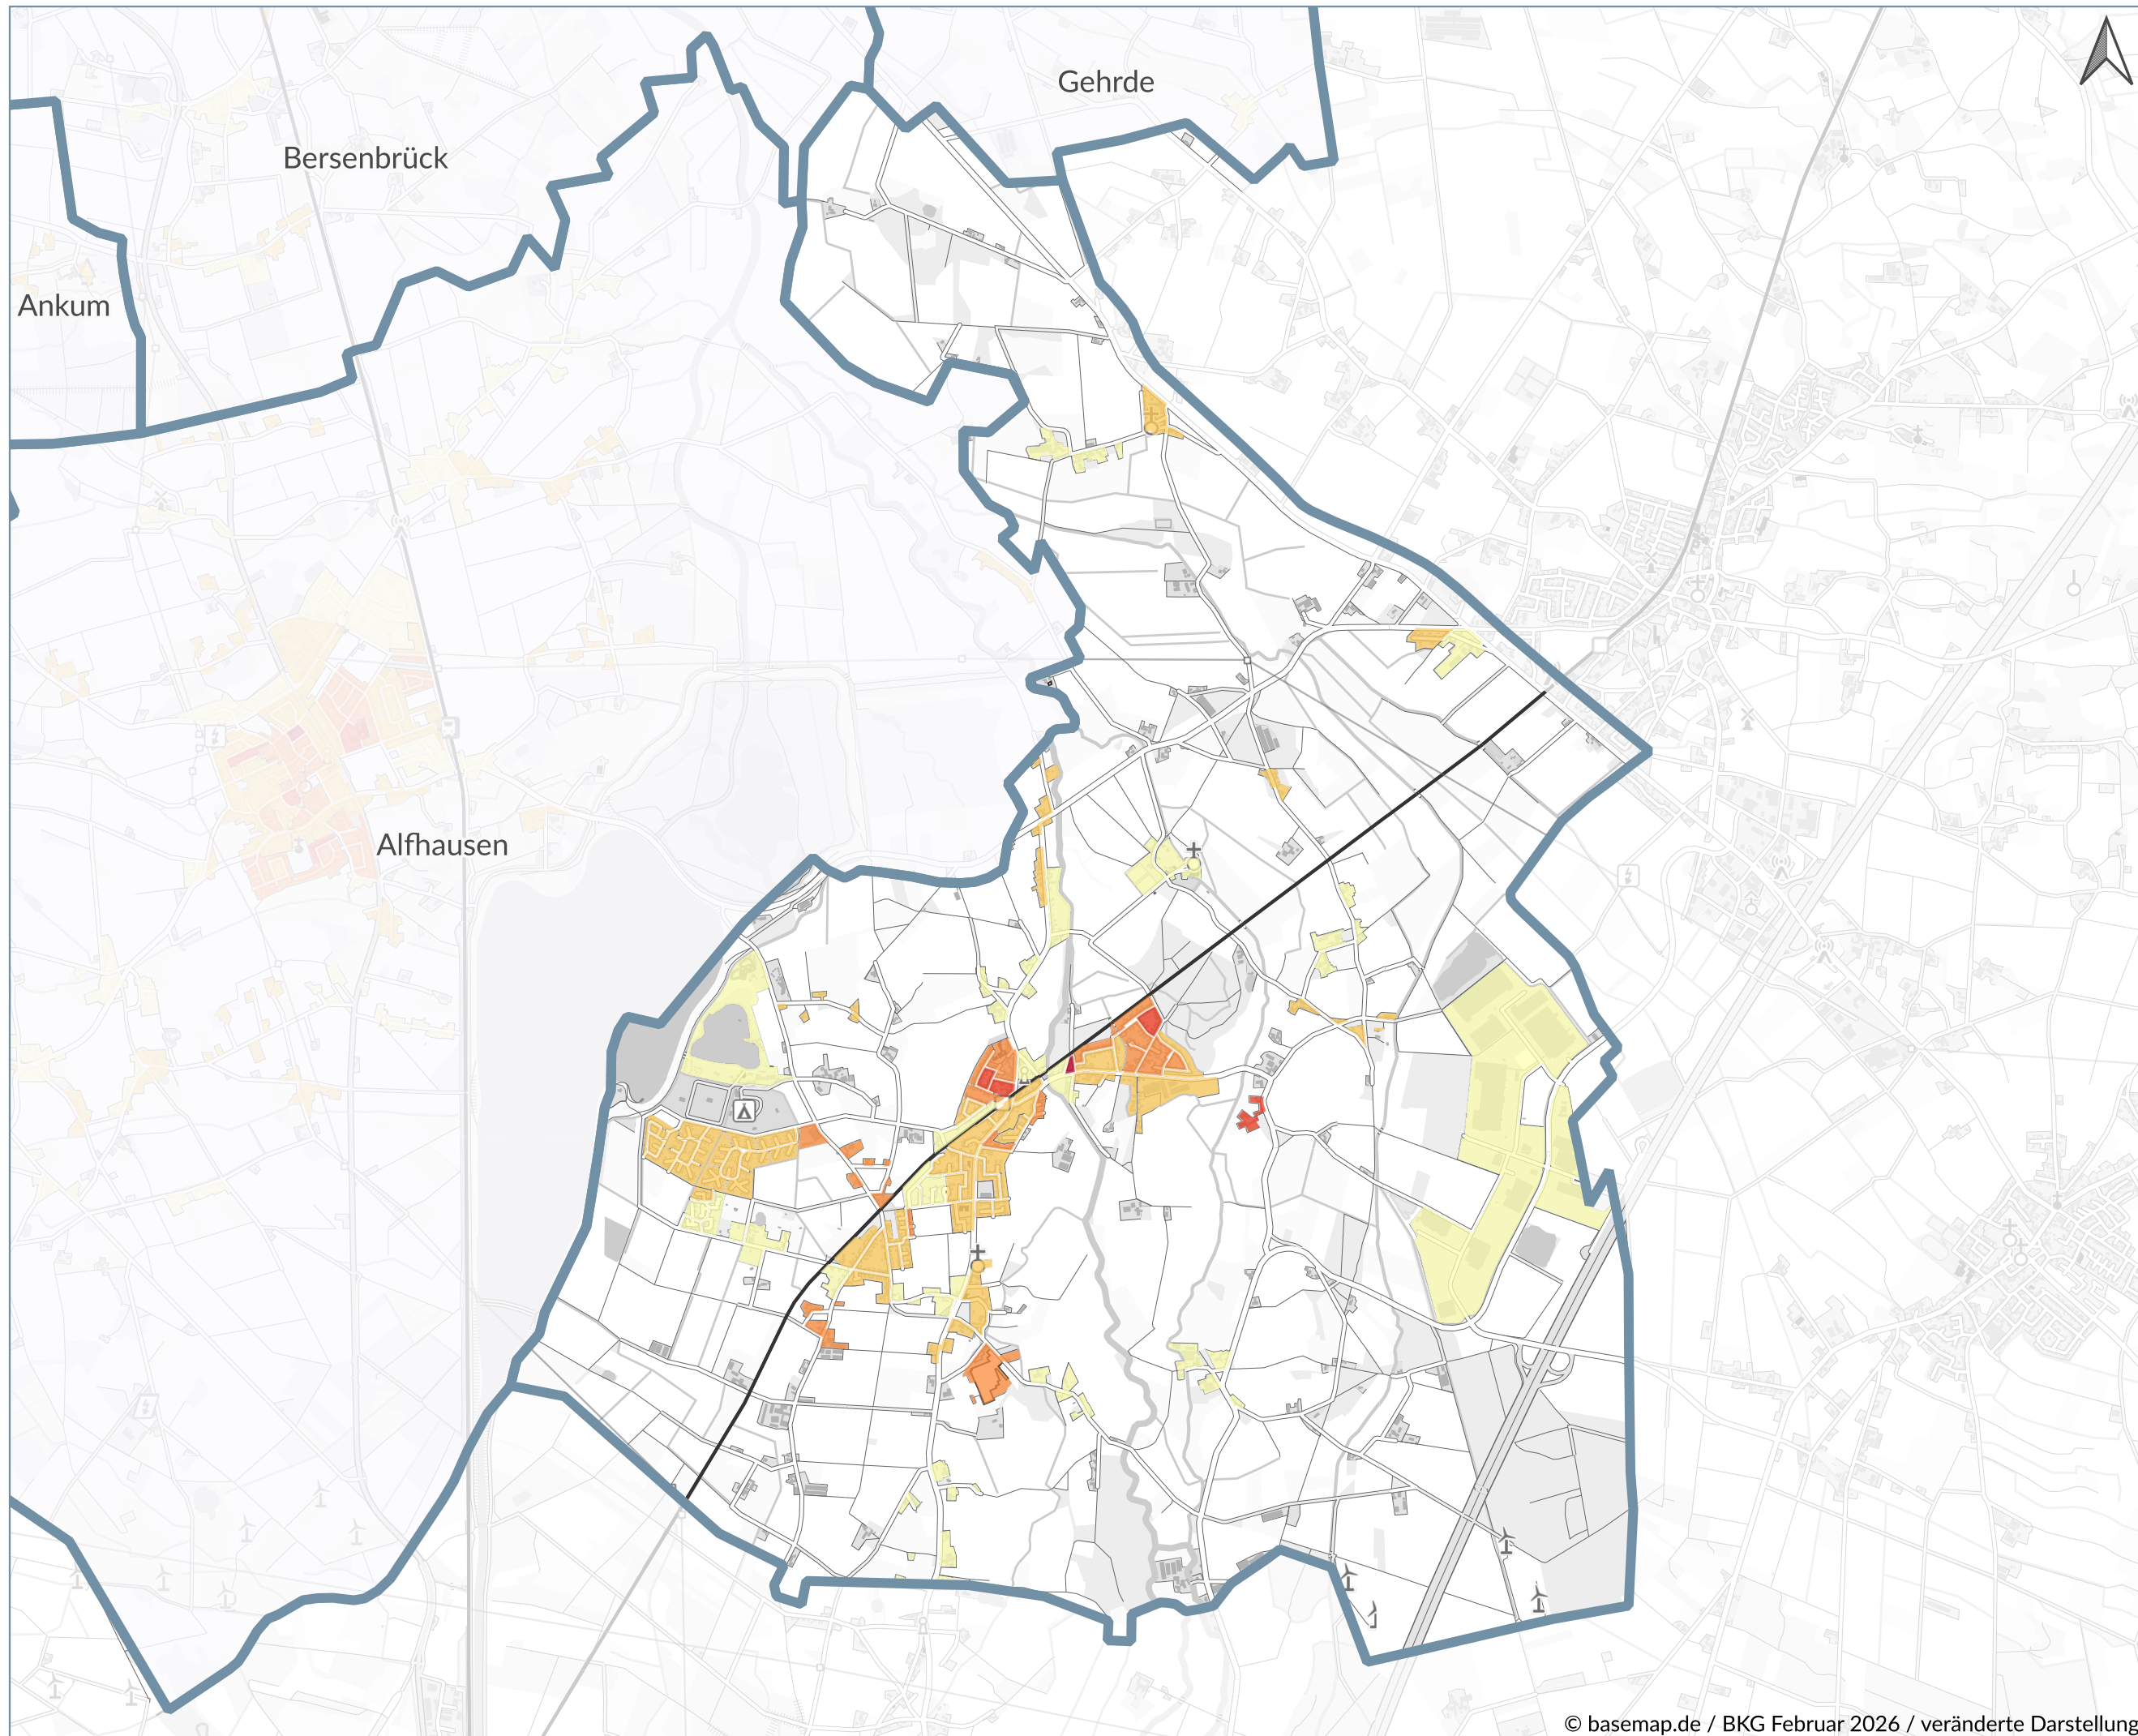 Gehrde
Bersenbrück
Ankum
Alfhausen
© basemap.de / BKG Februar 2026 / veränderte Darstellung